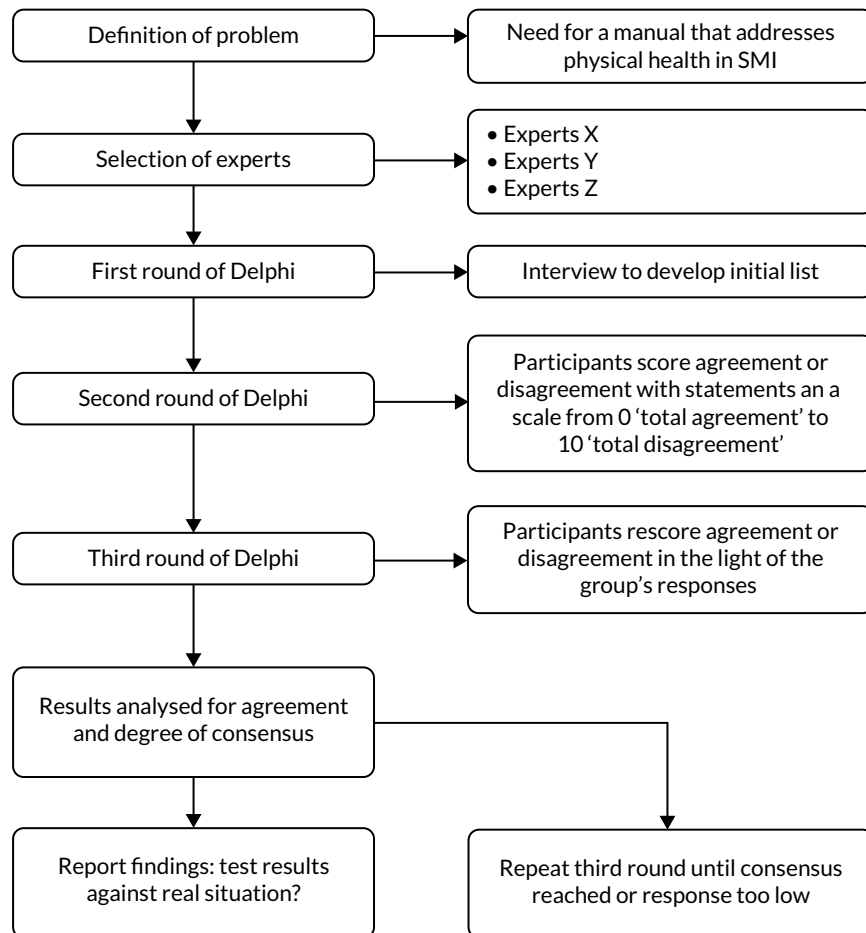 Definition of problem
Need for a manual that addresses
physical health in SMI
Selection of experts
• Experts X
• Experts Y
• Experts Z
First round of Delphi
Interview to develop initial list
Second round of Delphi
Participants score agreement or
disagreement with statements an a
scale from 0 ‘total agreement’ to
10 ‘total disagreement’
Third round of Delphi
Participants rescore agreement or
disagreement in the light of the
group’s responses
Results analysed for agreement
and degree of consensus
Report findings: test results
against real situation?
Repeat third round until consensus
reached or response too low